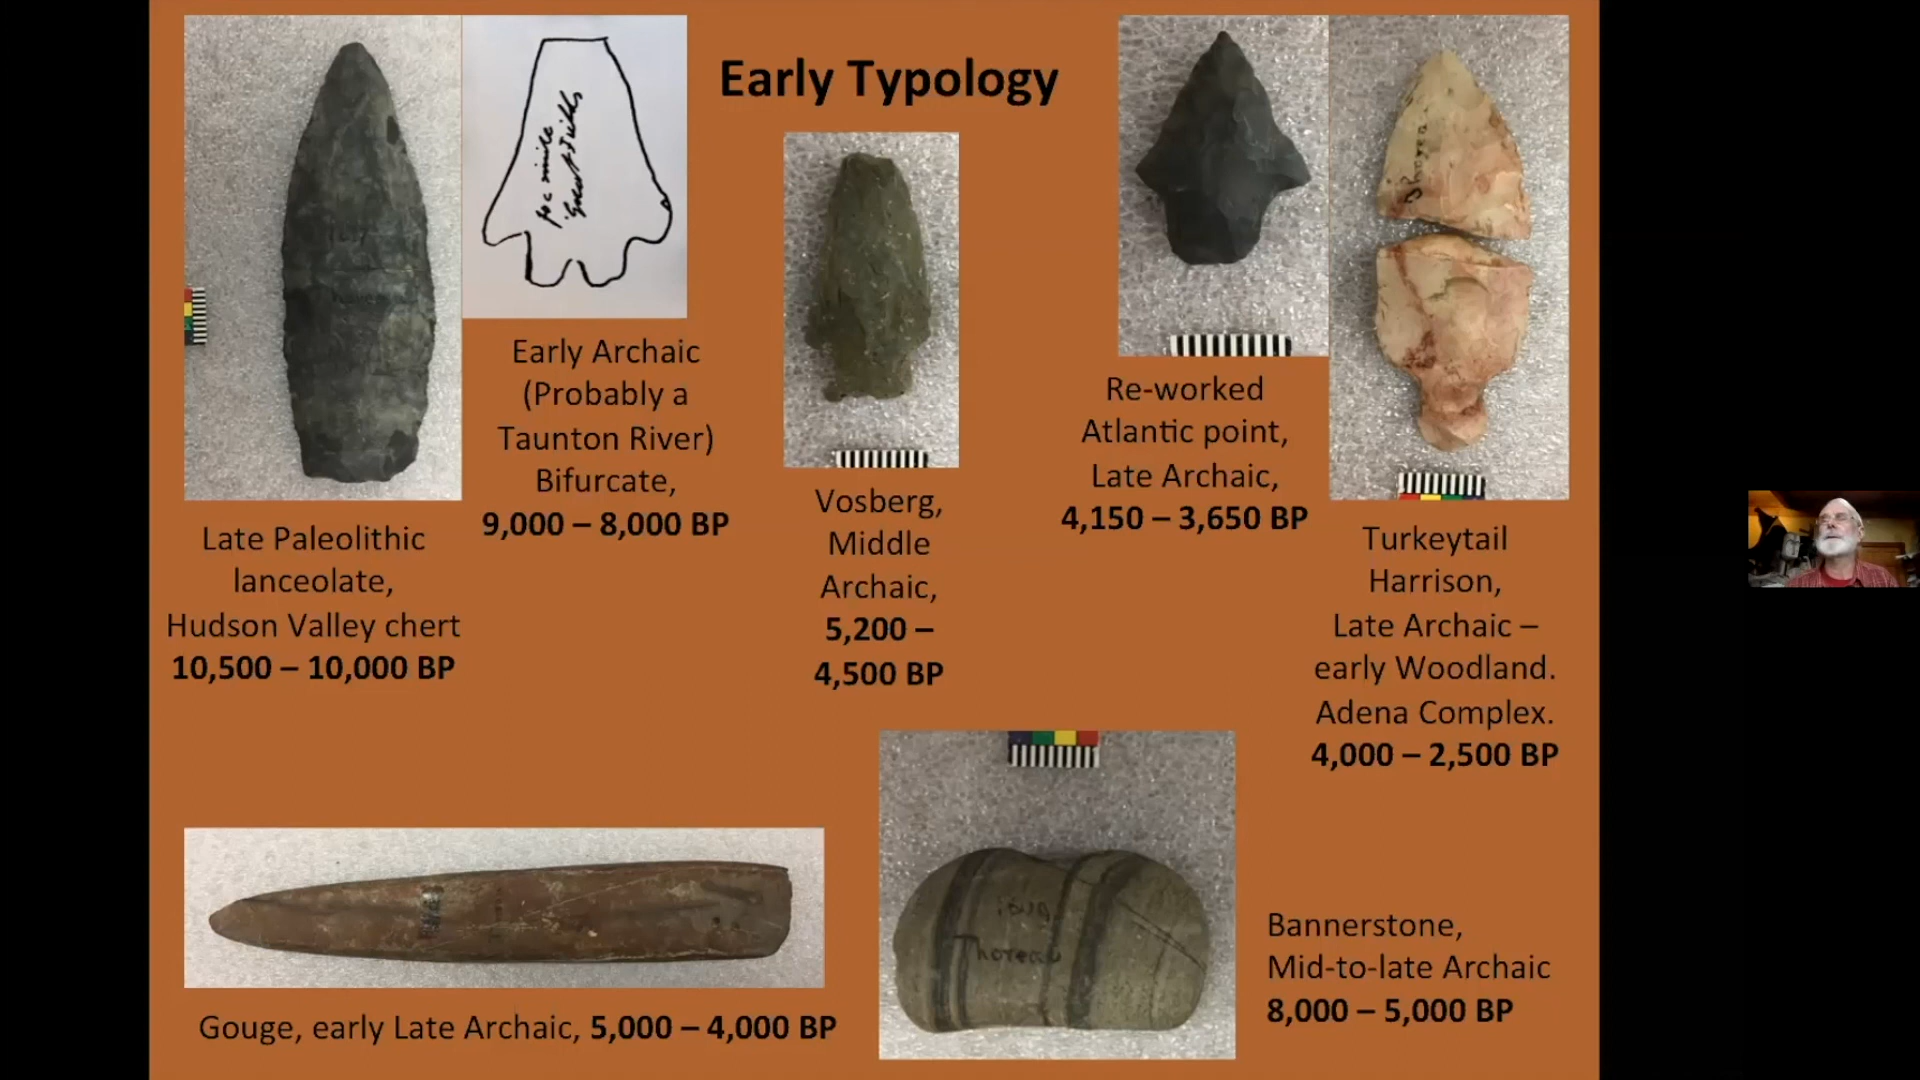 Early Typology
Late Paleolithic
lanceolate,
Hudson Valley chert
10,500 – 10,000 BP
Early Archaic
(Probably a
Taunton River)
Bifurcate,
9,000 – 8,000 BP
Vosberg,
Middle
Archaic,
5,200 –
4,500 BP
Re-worked
Atlantic point,
Late Archaic,
4,150 – 3,650 BP
Thoreau
Turkeytail
Harrison,
Late Archaic –
early Woodland.
Adena Complex.
4,000 – 2,500 BP
Gouge, early Late Archaic, 5,000 – 4,000 BP
Thoreau
Bannerstone,
Mid-to-late Archaic
8,000 – 5,000 BP